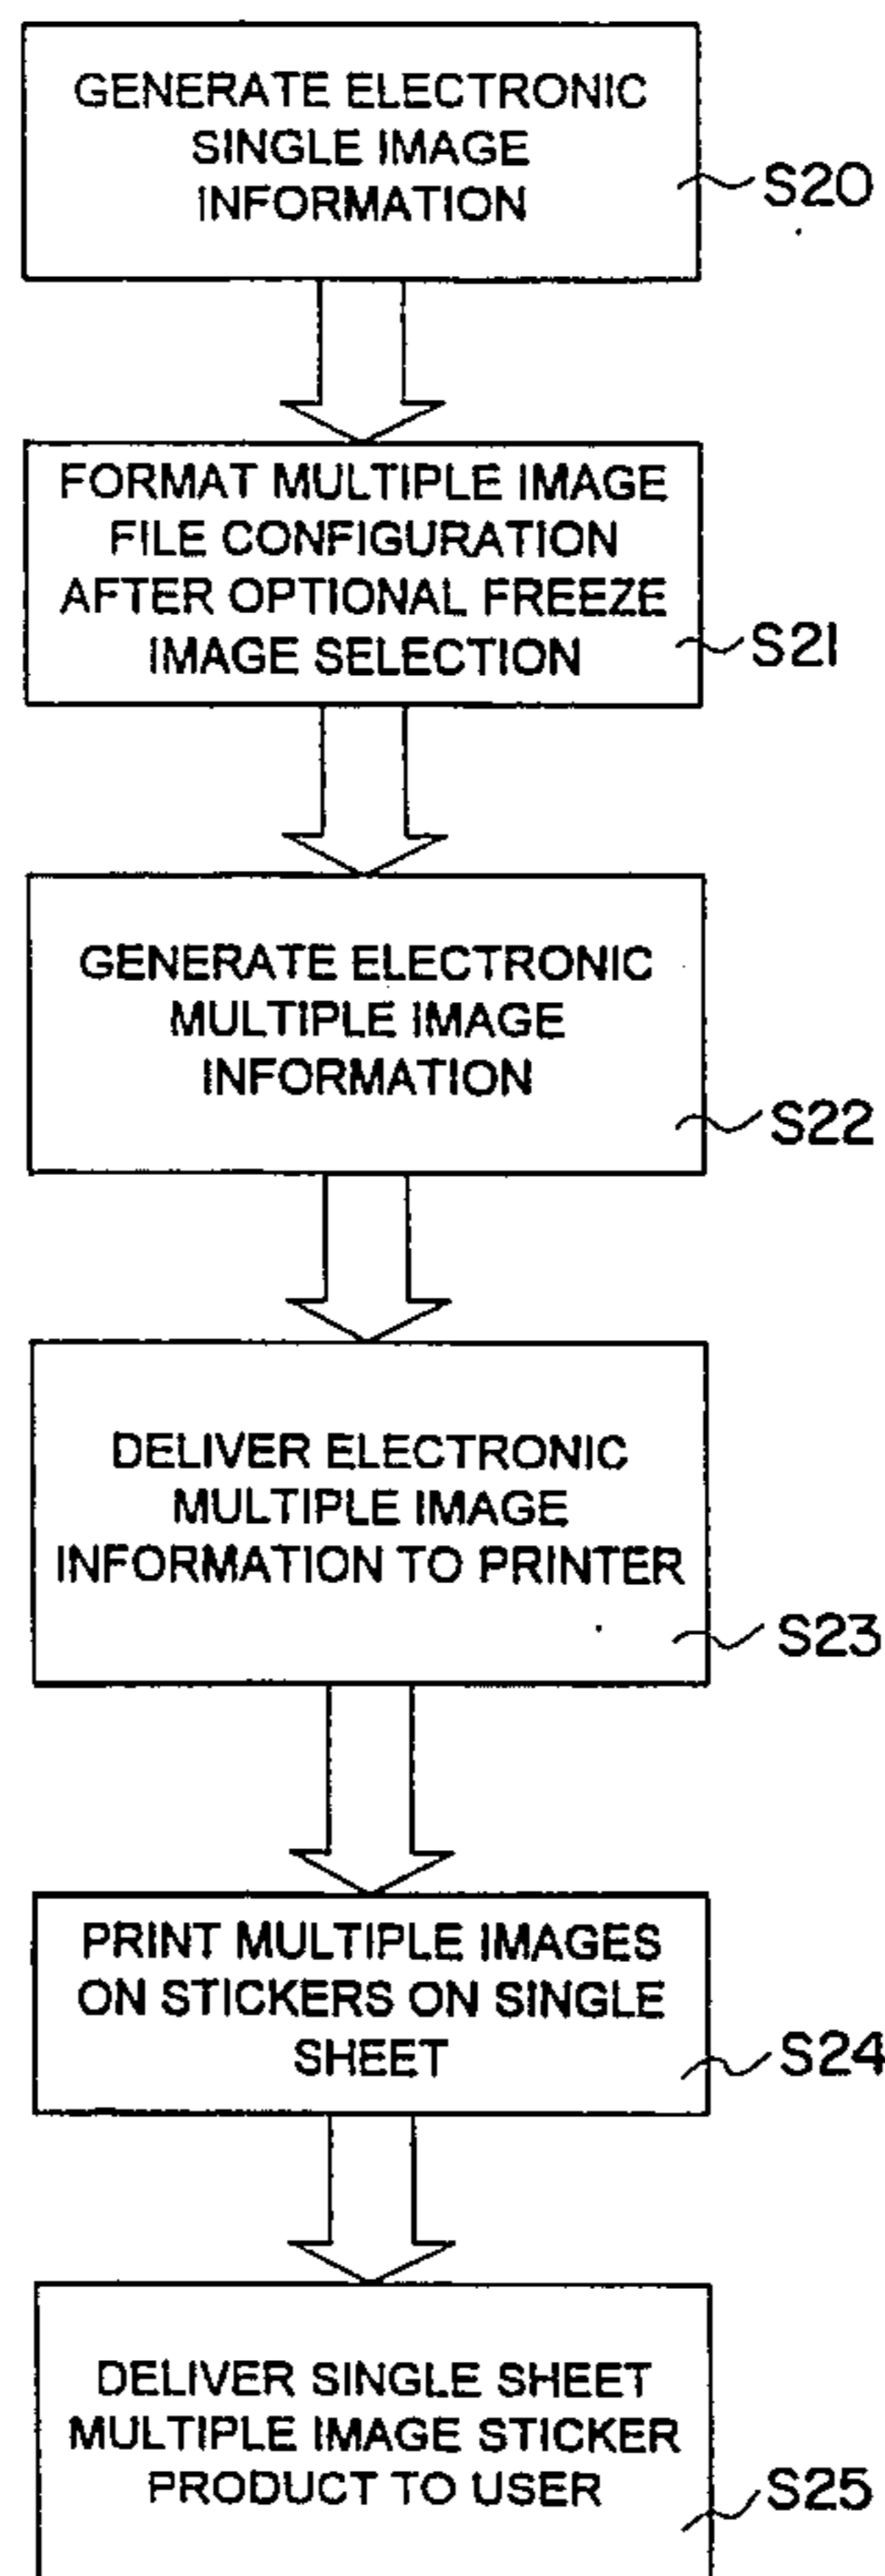 GENERATE ELECTRONIC
SINGLE IMAGE
INFORMATION
S20
FORMAT MULTIPLE IMAGE
FILE CONFIGURATION
AFTER OPTIONAL FREEZE
IMAGE SELECTION
S21
GENERATE ELECTRONIC
MULTIPLE IMAGE
INFORMATION
S22
DELIVER ELECTRONIC
MULTIPLE IMAGE
INFORMATION TO PRINTER
S23
PRINT MULTIPLE IMAGES
ON STICKERS ON SINGLE
SHEET
S24
DELIVER SINGLE SHEET
MULTIPLE IMAGE STICKER
PRODUCT TO USER
S25